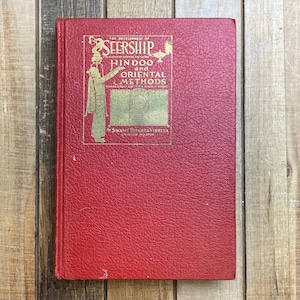 THE DEVELOPMENT OF
SEERSHIP
HINDOO
and
ORIENTAL
METHODS
By SWAMI BHAKTA VISHITA